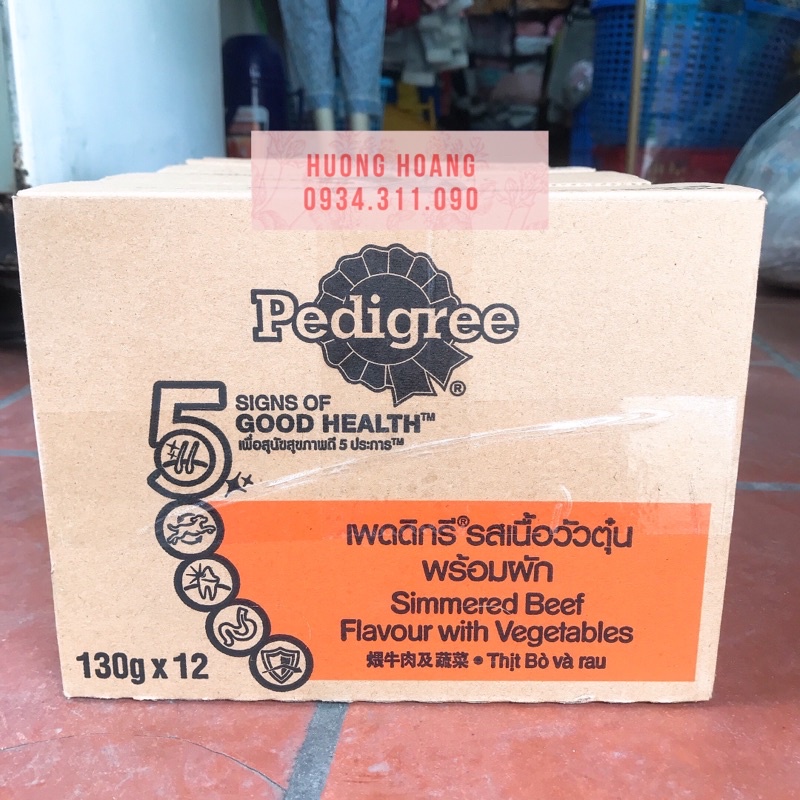 HUONG HOANG
0934.311.090
Pedigree®
5 SIGNS OF
GOOD HEALTH™
เพื่อสุนัขสุขภาพดี 5 ประการ™
เพดดิกรี®รสเนื้อวัวตุ๋น
พร้อมผัก
Simmered Beef
Flavour with Vegetables
煨牛肉及蔬菜 • Thịt Bò và rau
130g x 12